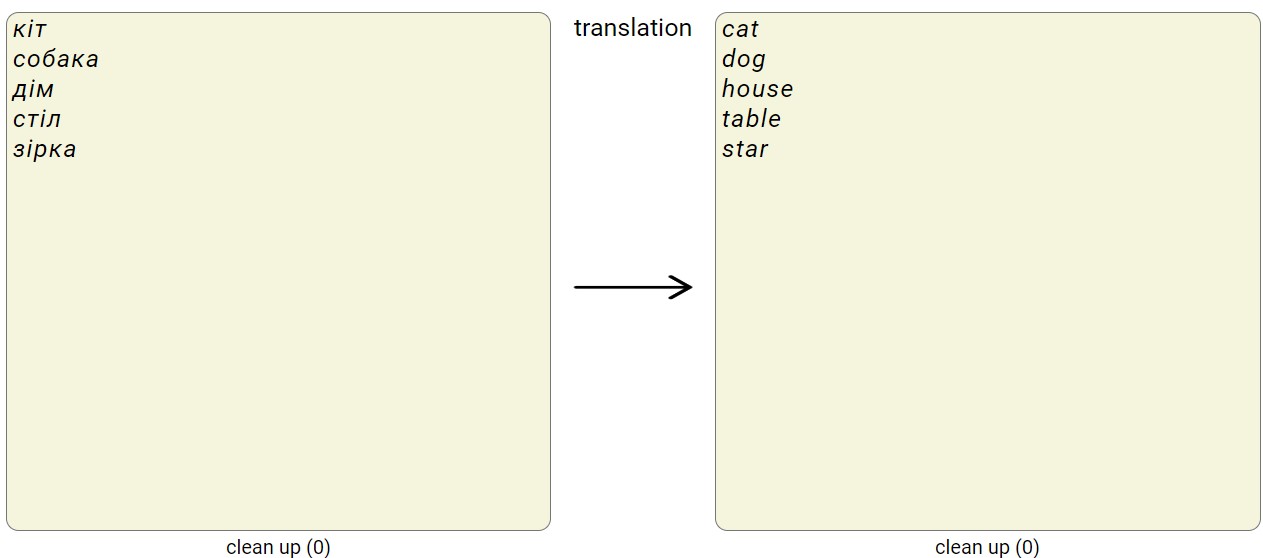 кіт
собака
дім
стіл
зірка
translation
cat
dog
house
table
star
clean up (0)
clean up (0)